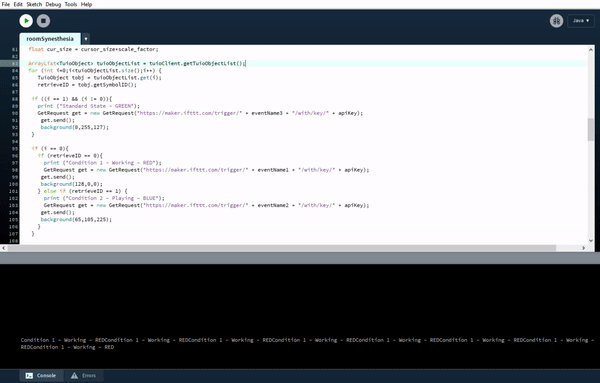 File Edit Sketch Debug Tools Help
Java ▾
roomSynesthesia ▾
81 float cur_size = cursor_size*scale_factor;
82
83 ArrayList<TuioObject> tuioObjectList = tuioClient.getTuioObjectList();
84 for (int i=0;i<tuioObjectList.size();i++) {
85 TuioObject tobj = tuioObjectList.get(i);
86 retrieveID = tobj.getSymbolID();
87
88 if ((i == 1) && (i != 0)){
89 print ("Standard State - GREEN");
90 GetRequest get = new GetRequest("https://maker.ifttt.com/trigger/" + eventName3 + "/with/key/" + apiKey);
91 get.send();
92 background(0,255,127);
93 }
94
95 if (i == 0){
96 if (retrieveID == 0){
97 print ("Condition 1 - Working - RED");
98 GetRequest get = new GetRequest("https://maker.ifttt.com/trigger/" + eventName1 + "/with/key/" + apiKey);
99 get.send();
100 background(128,0,0);
101 } else if (retrieveID == 1) {
102 print ("Condition 2 - Playing - BLUE");
103 GetRequest get = new GetRequest("https://maker.ifttt.com/trigger/" + eventName2 + "/with/key/" + apiKey);
104 get.send();
105 background(65,105,225);
106 }
107 }
108
Condition 1 - Working - REDCondition 1 - Working - REDCondition 1 - Working - REDCondition 1 - Working - REDCondition 1 - Working - REDCondition 1 - Working - REDCondition 1 - Working -
REDCondition 1 - Working - RED
Console Errors